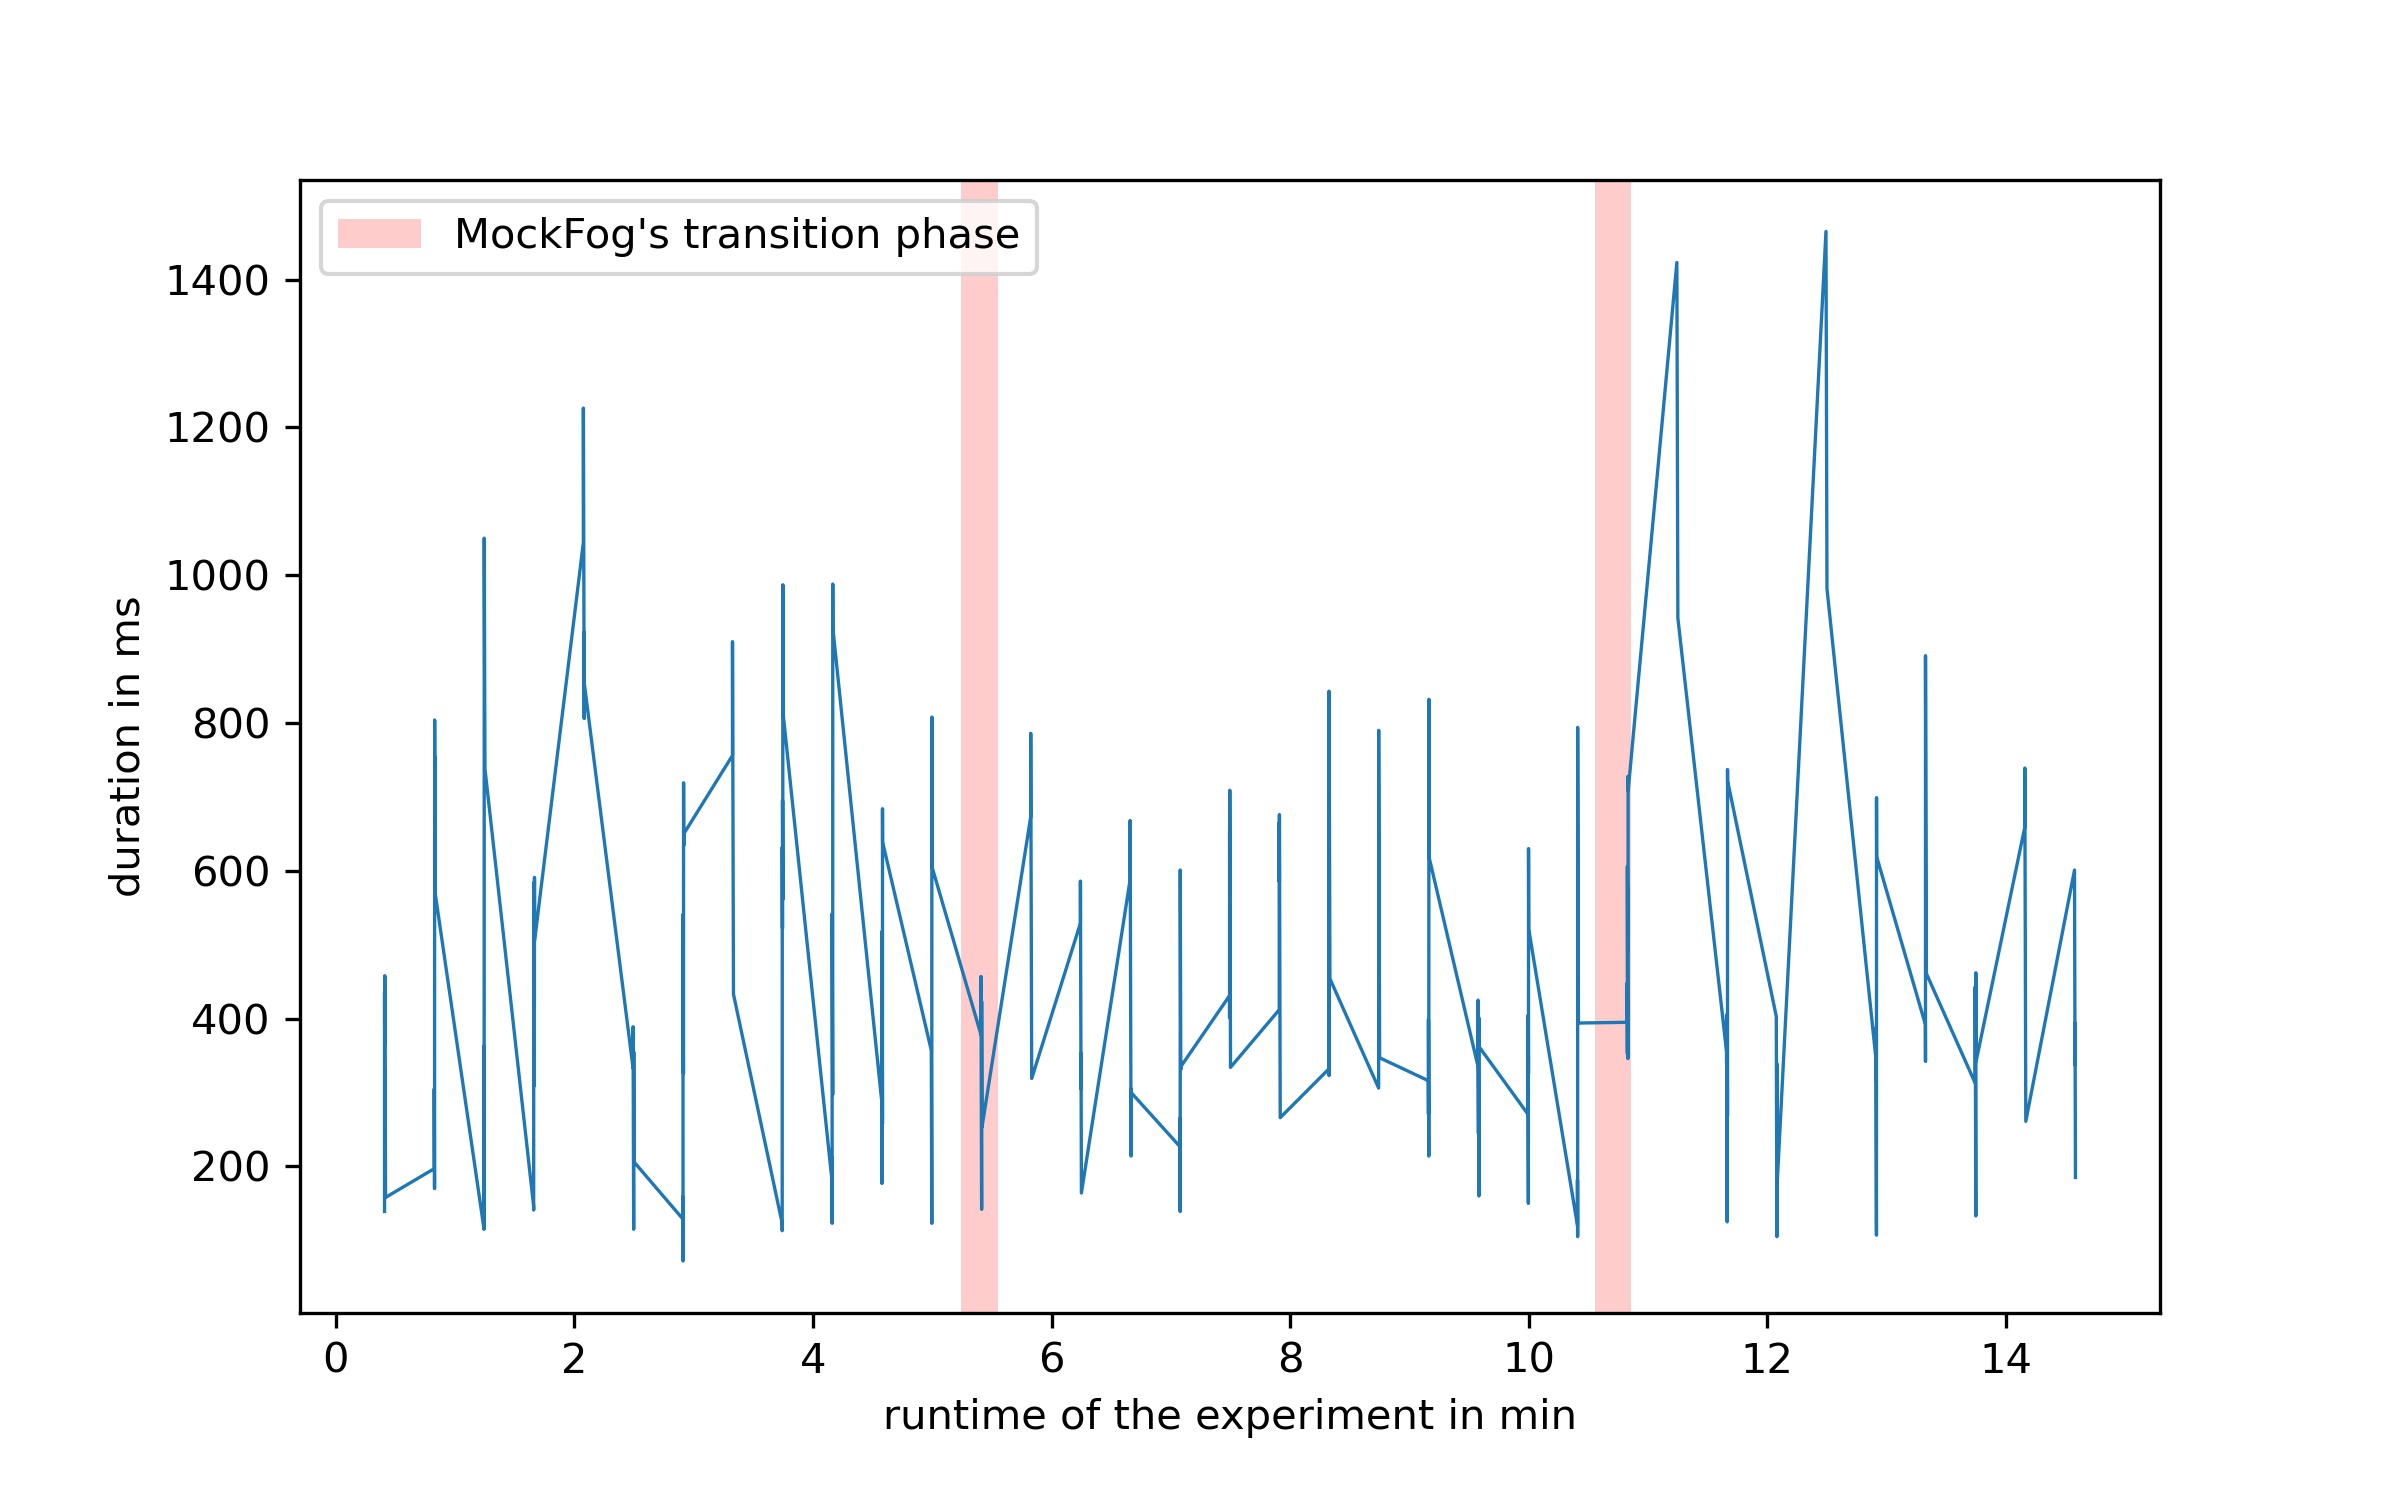 MockFog's transition phase
1400
1200
1000
800
600
400
200
duration in ms
0 2 4 6 8 10 12 14
runtime of the experiment in min